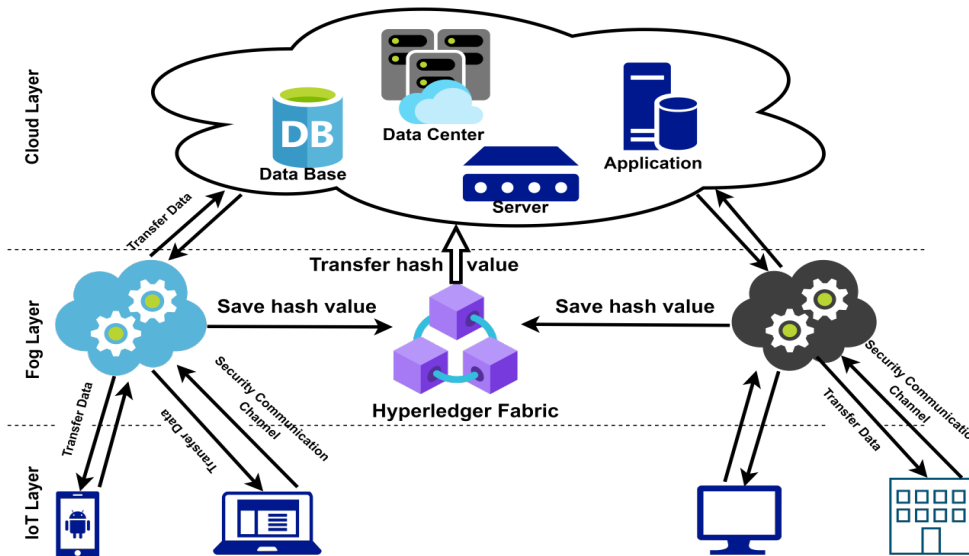 Cloud Layer
DB
Data Base
Data Center
Server
Application
Transfer Data
Transfer hash value
Fog Layer
Save hash value
Save hash value
Hyperledger Fabric
Transfer Data
Transfer Data
Security Communication
Channel
Transfer Data
Security Communication
Channel
IoT Layer